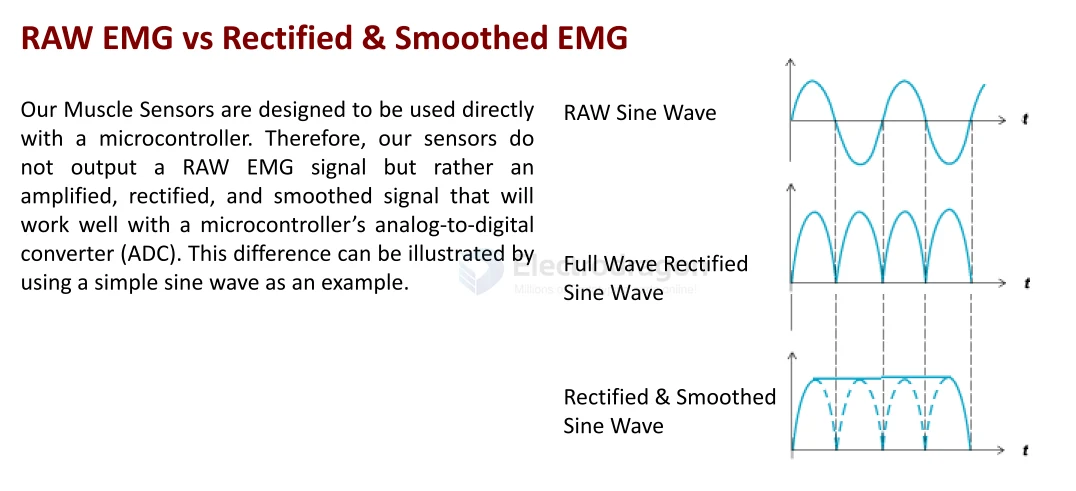 RAW EMG vs Rectified & Smoothed EMG
Our Muscle Sensors are designed to be used directly
with a microcontroller. Therefore, our sensors do
not output a RAW EMG signal but rather an
amplified, rectified, and smoothed signal that will
work well with a microcontroller’s analog-to-digital
converter (ADC). This difference can be illustrated by
using a simple sine wave as an example.
RAW Sine Wave
t
Full Wave Rectified
Sine Wave
t
Rectified & Smoothed
Sine Wave
t
ElectroDragon
Millions